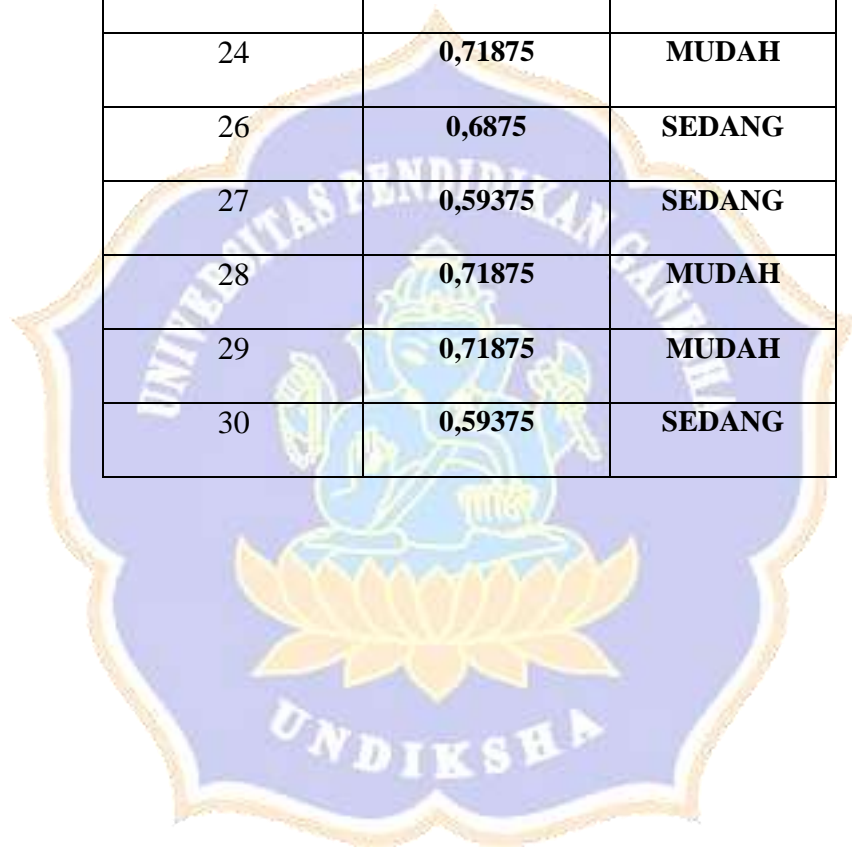 24 0,71875 MUDAH
26 0,6875 SEDANG
27 0,59375 SEDANG
28 0,71875 MUDAH
29 0,71875 MUDAH
30 0,59375 SEDANG
UNIVERSITAS PENDIDIKAN GANESHA
UNDIKSHA